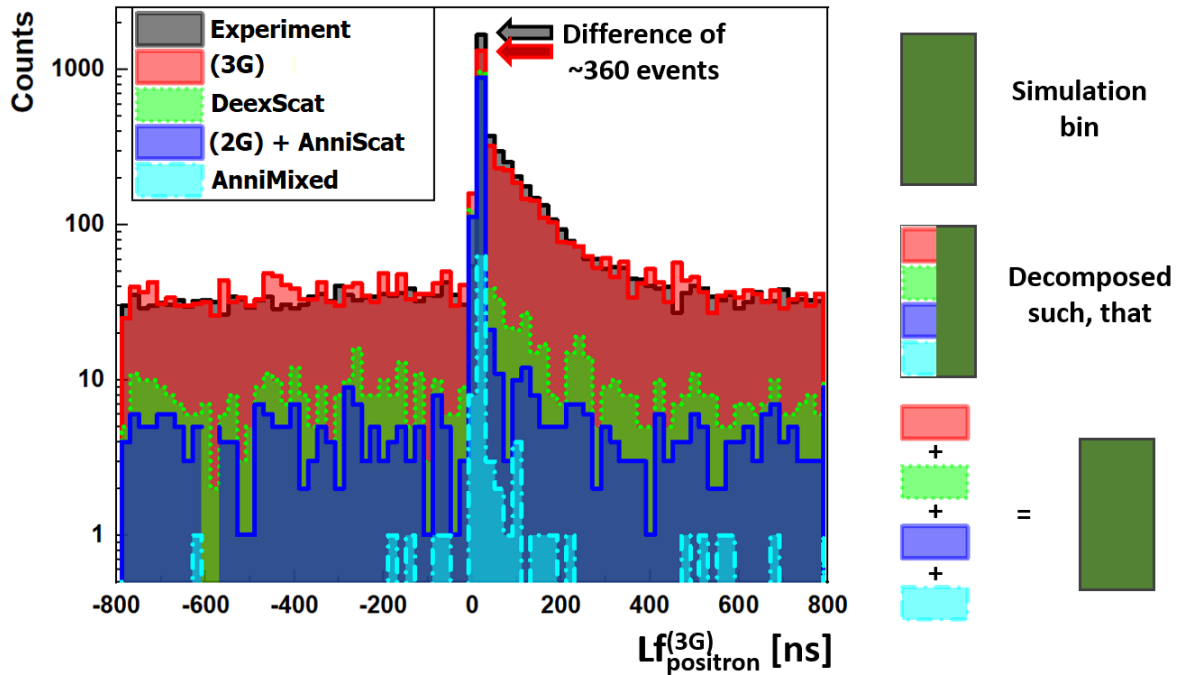 Counts
1000
100
10
1
Experiment
(3G)
DeexScat
(2G) + AnniScat
AnniMixed
Difference of
~360 events
-800 -600 -400 -200 0 200 400 600 800
Lf(3G)positron [ns]
Simulation
bin
Decomposed
such, that
+
+
+
=